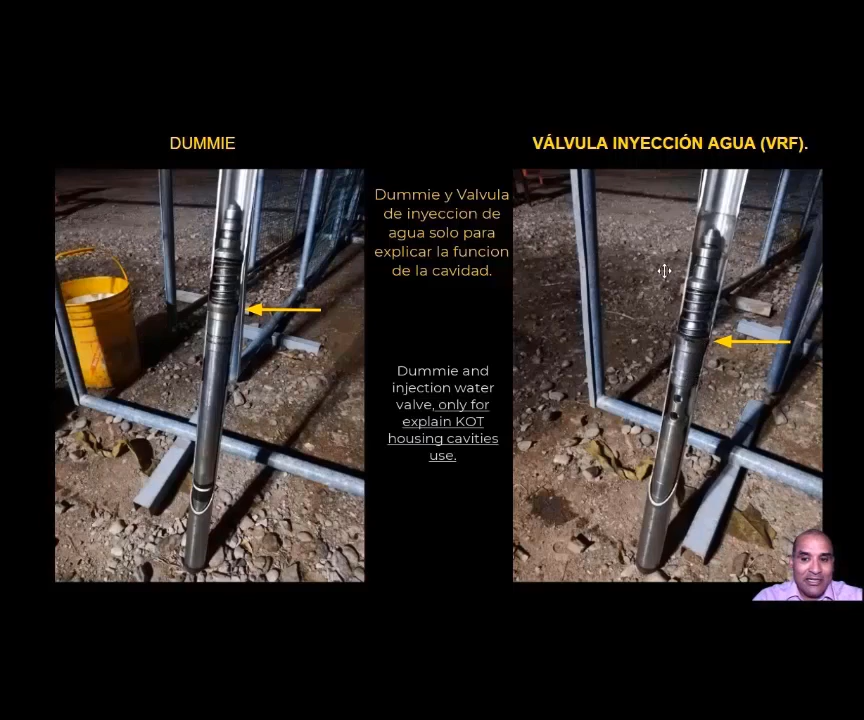 DUMMIE
VÁLVULA INYECCIÓN AGUA (VRF).
Dummie y Valvula
de inyeccion de
agua solo para
explicar la funcion
de la cavidad.
Dummie and
injection water
valve, only for
explain KOT
housing cavities
use.